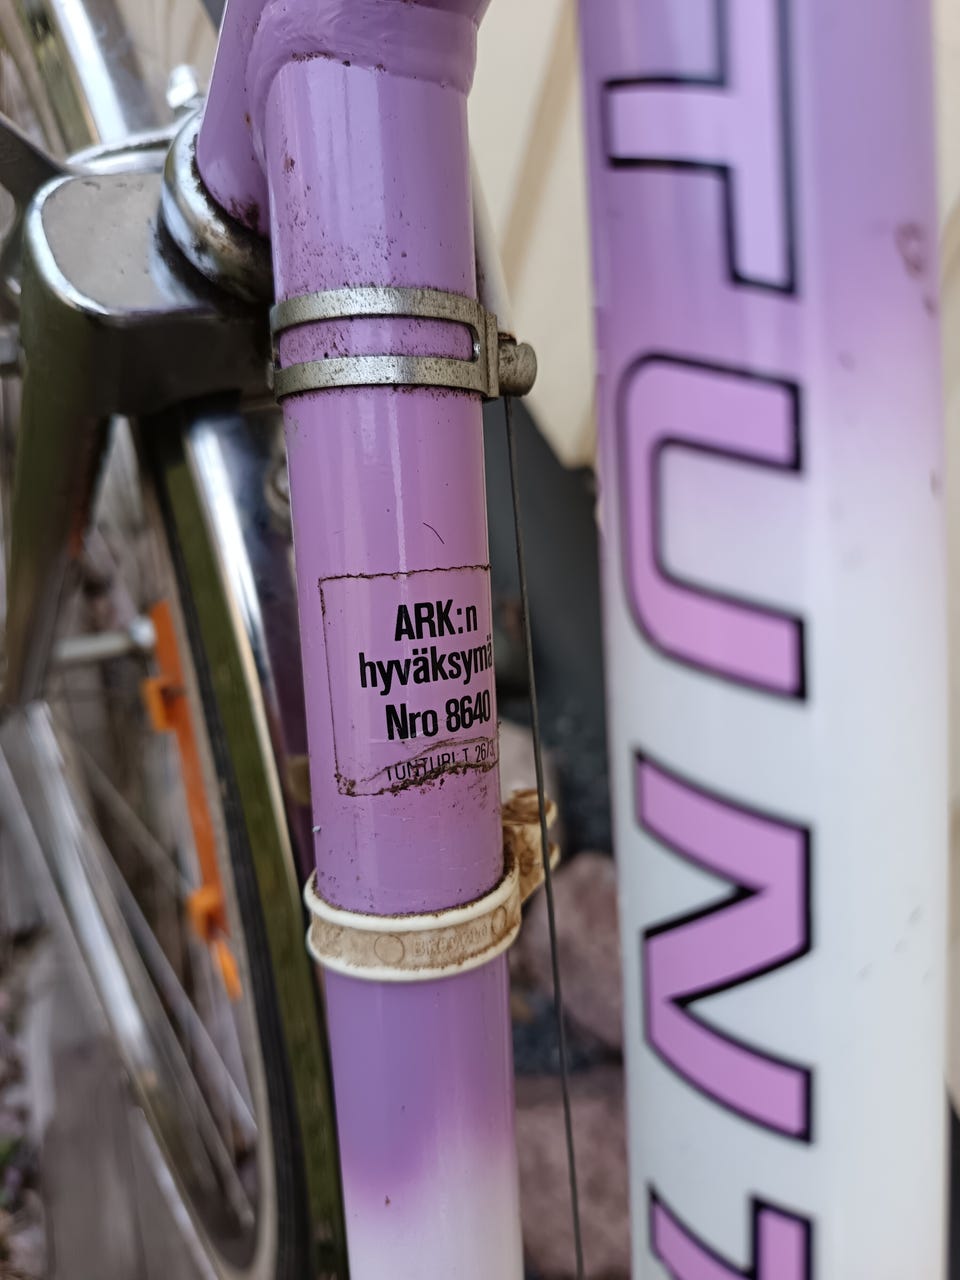 ARK:n
hyväksymä
Nro 8640
TUNTURI T 26/3
TUNT